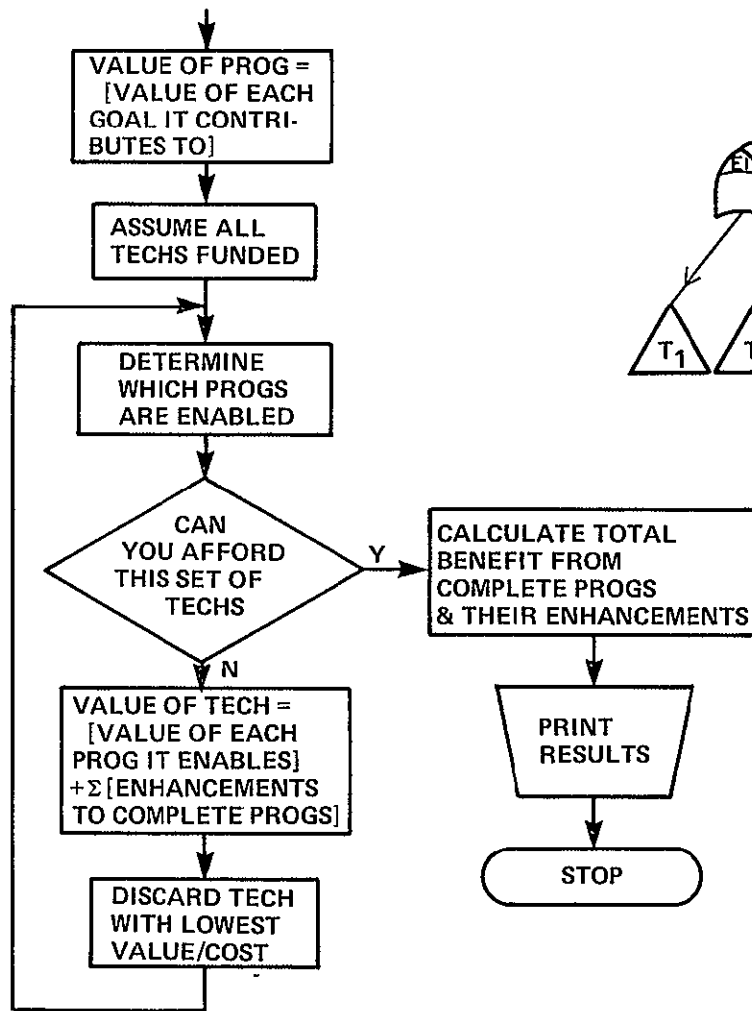 VALUE OF PROG =
[VALUE OF EACH
GOAL IT CONTRI-
BUTES TO]
ASSUME ALL
TECHS FUNDED
DETERMINE
WHICH PROGS
ARE ENABLED
CAN
YOU AFFORD
THIS SET OF
TECHS
Y
N
CALCULATE TOTAL
BENEFIT FROM
COMPLETE PROGS
& THEIR ENHANCEMENTS
PRINT
RESULTS
STOP
VALUE OF TECH =
[VALUE OF EACH
PROG IT ENABLES]
+Σ[ENHANCEMENTS
TO COMPLETE PROGS]
DISCARD TECH
WITH LOWEST
VALUE/COST
T1